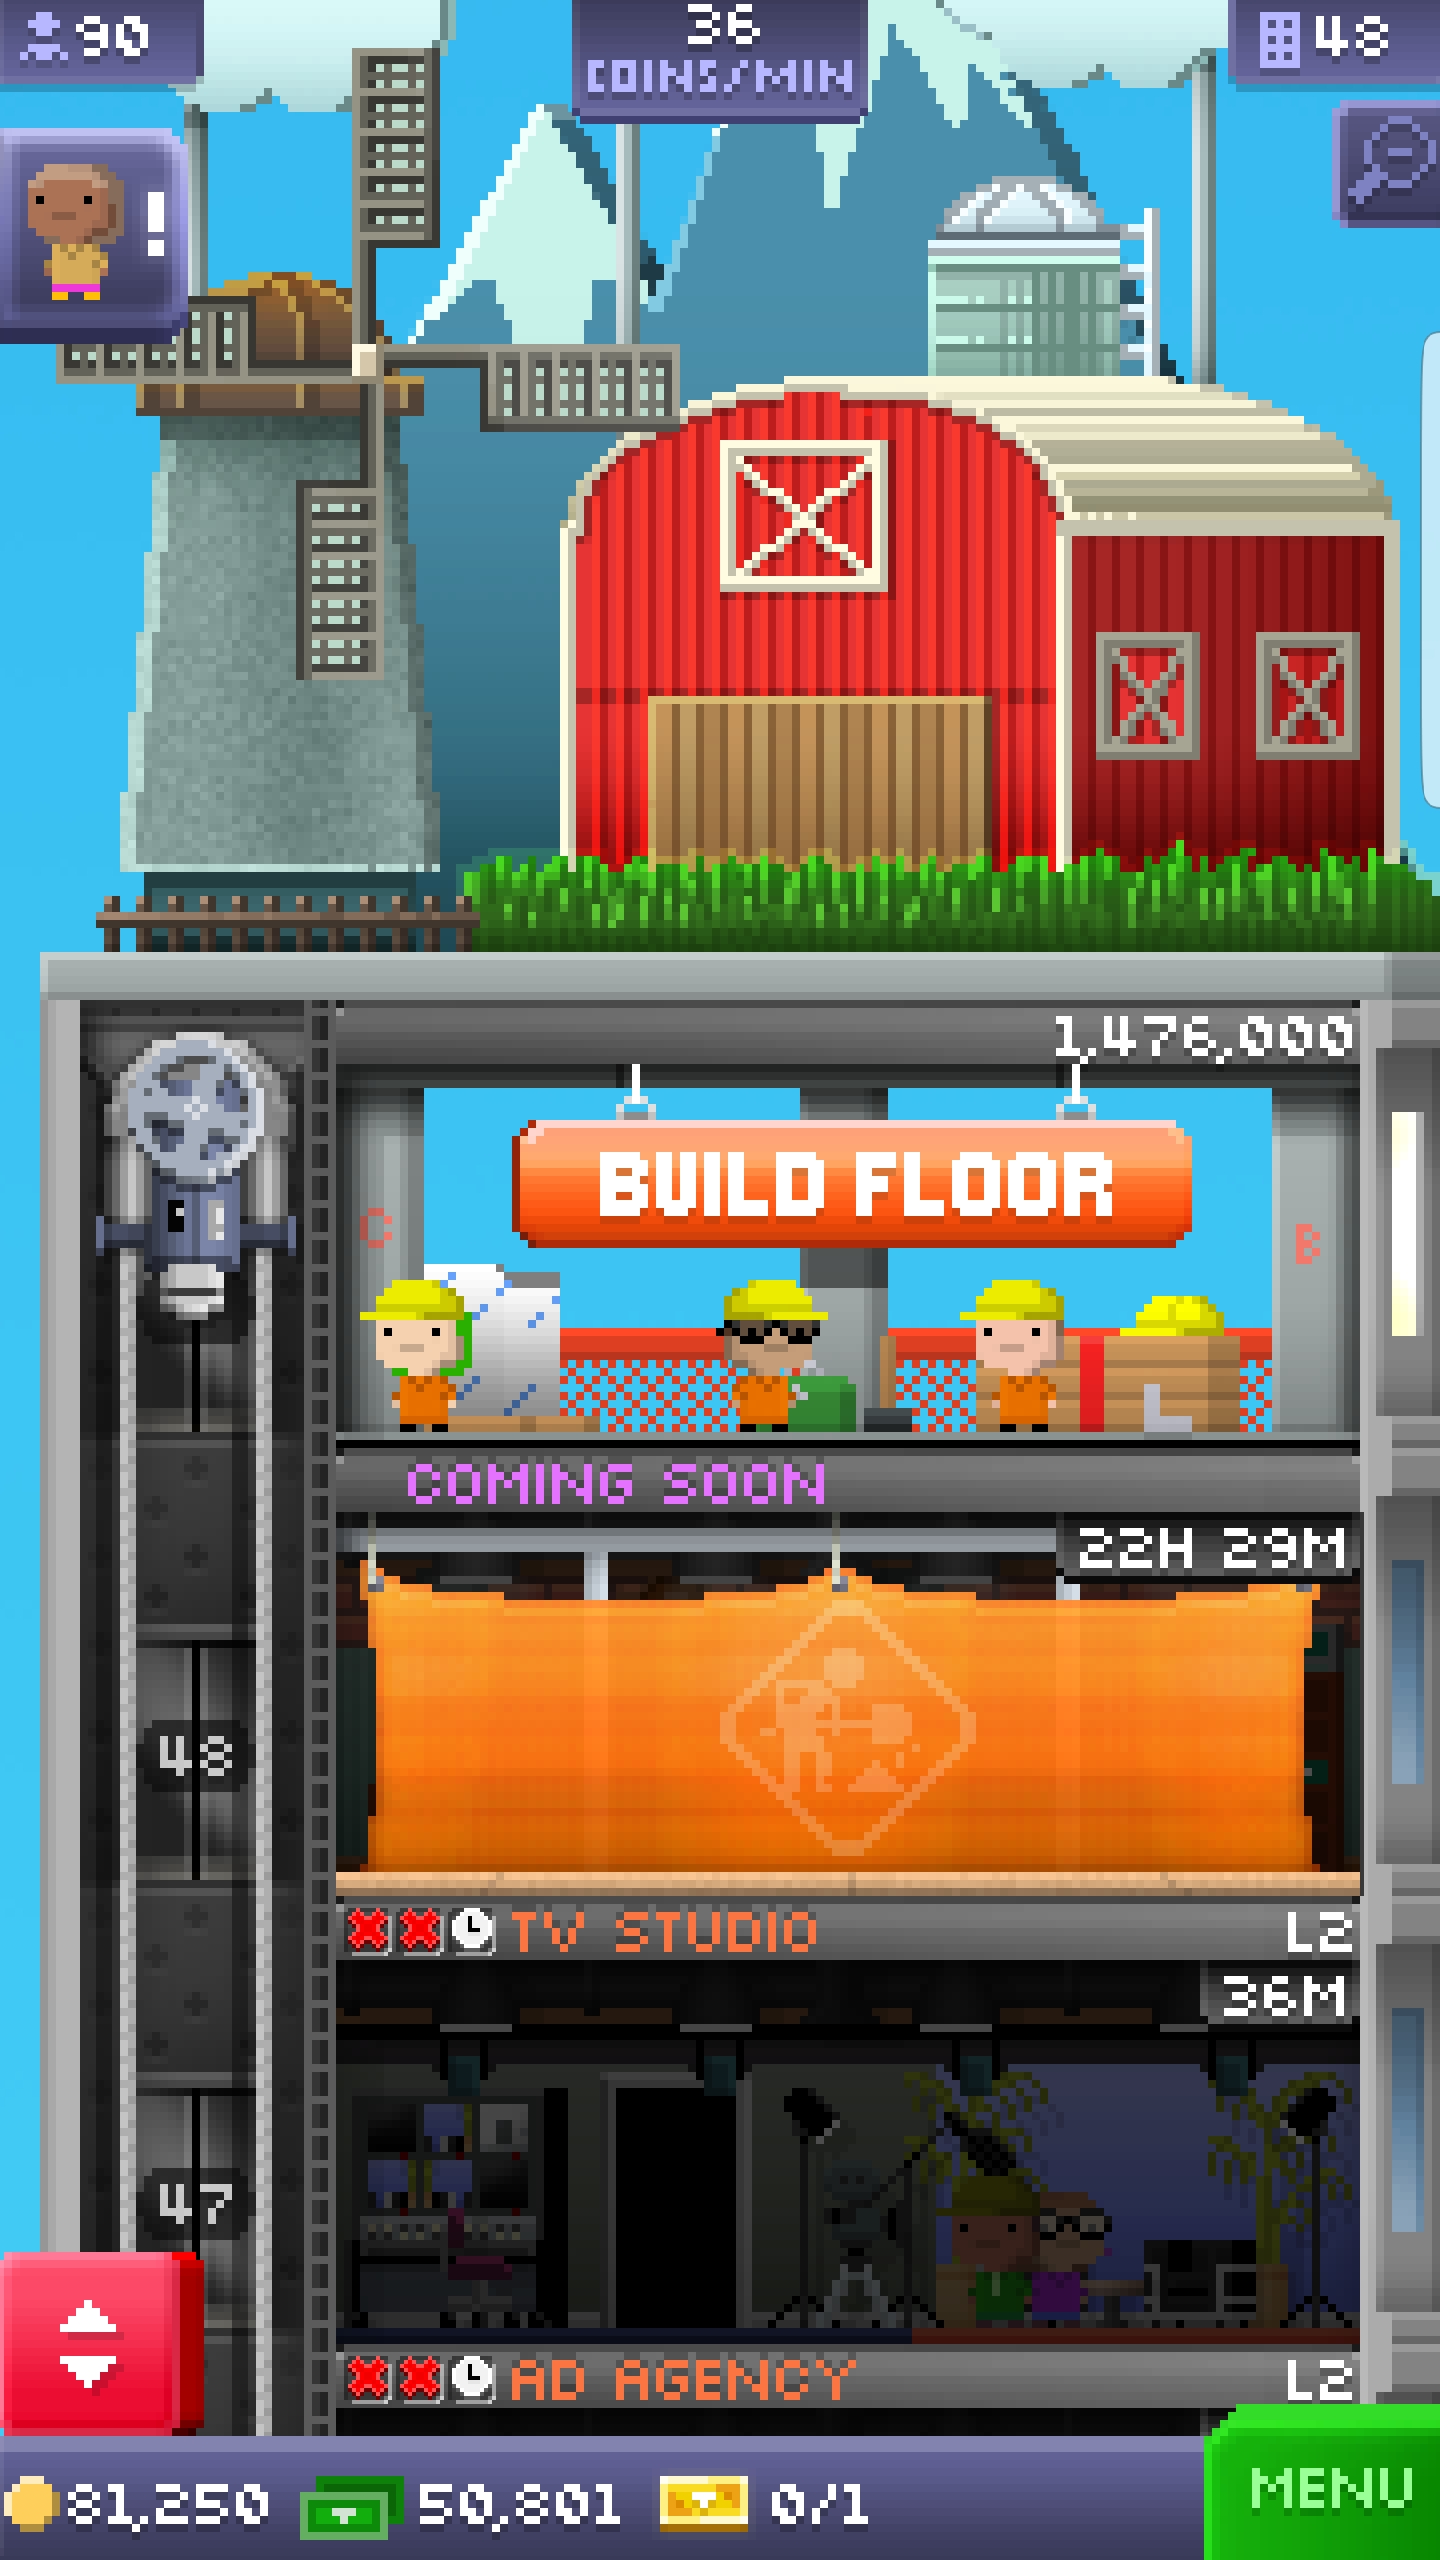 90
36
COINS/MIN
48
!
1,476,000
BUILD FLOOR
C
B
COMING SOON
22H 29M
48
TV STUDIO
L2
36M
47
AD AGENCY
L2
81,250
50,801
0/1
MENU